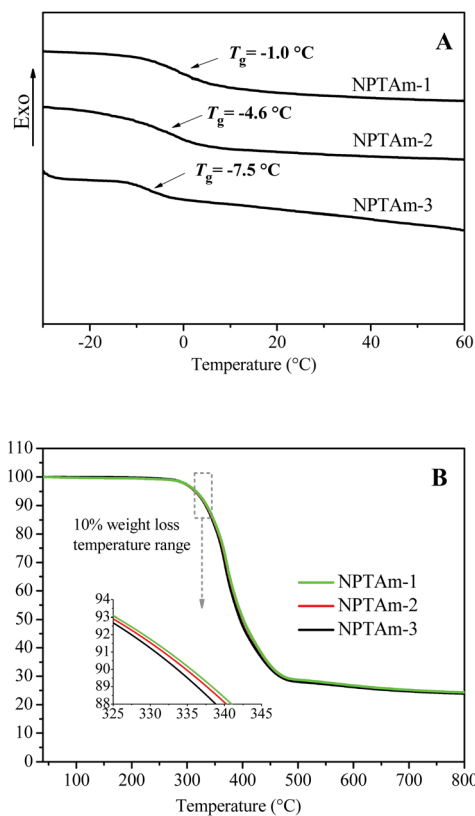 A
Tg= -1.0 °C
NPTAm-1
Exo
Tg= -4.6 °C
NPTAm-2
Tg= -7.5 °C
NPTAm-3
-20 0 20 40 60
Temperature (°C)
B
110
100
90
80
70
60
50
40
30
20
10
0
10% weight loss
temperature range
NPTAm-1
NPTAm-2
NPTAm-3
94
93
92
91
90
89
88
325 330 335 340 345
100 200 300 400 500 600 700 800
Temperature (°C)